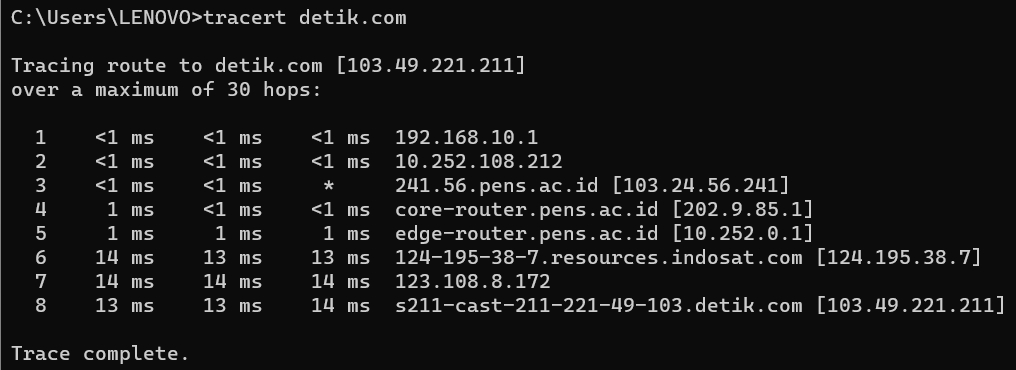 C:\Users\LENOVO>tracert detik.com
Tracing route to detik.com [103.49.221.211]
over a maximum of 30 hops:
1 <1 ms <1 ms <1 ms 192.168.10.1
2 <1 ms <1 ms <1 ms 10.252.108.212
3 <1 ms <1 ms * 241.56.pens.ac.id [103.24.56.241]
4 1 ms <1 ms <1 ms core-router.pens.ac.id [202.9.85.1]
5 1 ms 1 ms 1 ms edge-router.pens.ac.id [10.252.0.1]
6 14 ms 13 ms 13 ms 124-195-38-7.resources.indosat.com [124.195.38.7]
7 14 ms 14 ms 14 ms 123.108.8.172
8 13 ms 13 ms 14 ms s211-cast-211-221-49-103.detik.com [103.49.221.211]
Trace complete.